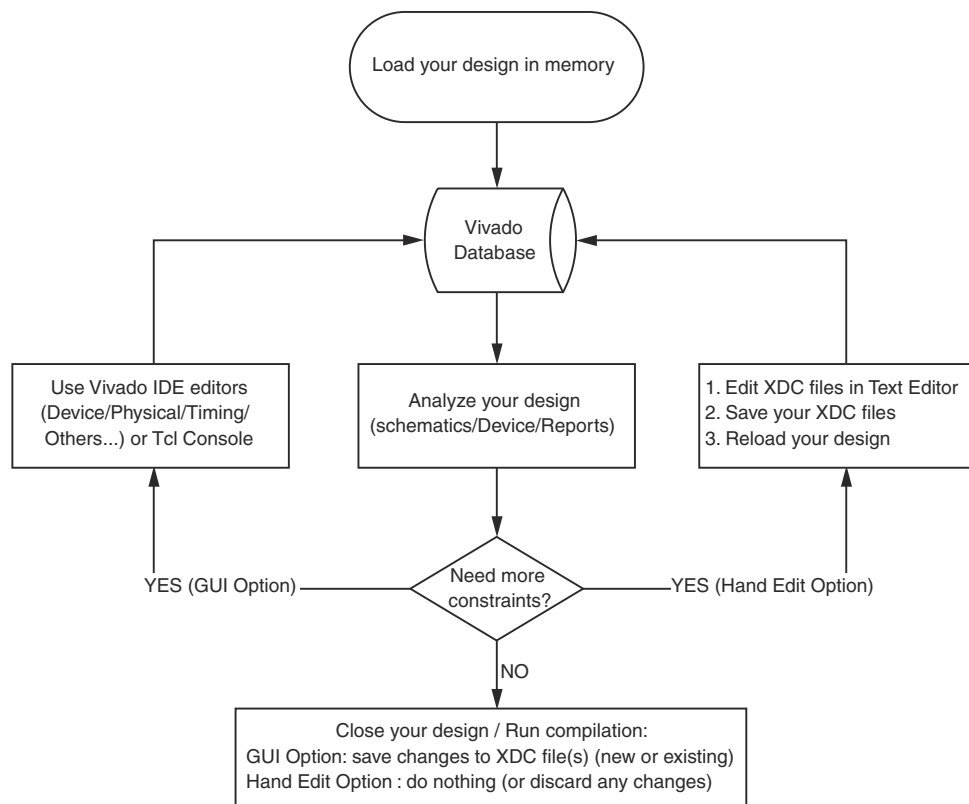 Load your design in memory
Vivado
Database
Use Vivado IDE editors
(Device/Physical/Timing/
Others...) or Tcl Console
Analyze your design
(schematics/Device/Reports)
1. Edit XDC files in Text Editor
2. Save your XDC files
3. Reload your design
YES (GUI Option)
Need more
constraints?
YES (Hand Edit Option)
NO
Close your design / Run compilation:
GUI Option: save changes to XDC file(s) (new or existing)
Hand Edit Option : do nothing (or discard any changes)